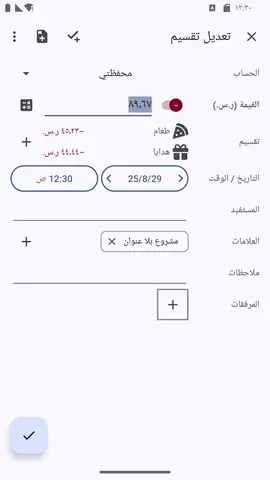 ١٢:٣٠
تعديل تقسيم
الحساب
محفظتي
القيمة (ر.س.)
٨٩٫٦٧
تقسيم
طعام
−٤٥٫٢٣ ر.س.
هدايا
−٤٤٫٤٤ ر.س.
التاريخ / الوقت
25/8/29
12:30 ص
المستفيد
العلامات
مشروع بلا عنوان
ملاحظات
المرفقات